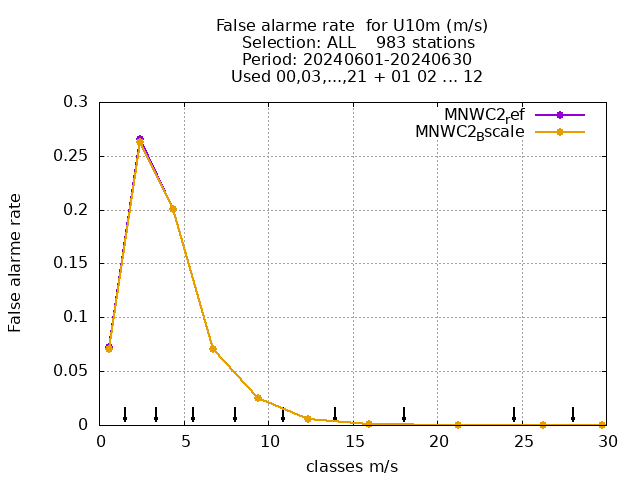 False alarme rate  for U10m (m/s)
Selection: ALL    983 stations
Period: 20240601-20240630
Used 00,03,...,21 + 01 02 ... 12
MNWC2ref
MNWC2Bscale
0.3
0.25
0.2
0.15
0.1
0.05
0
False alarme rate
0 5 10 15 20 25 30
classes m/s